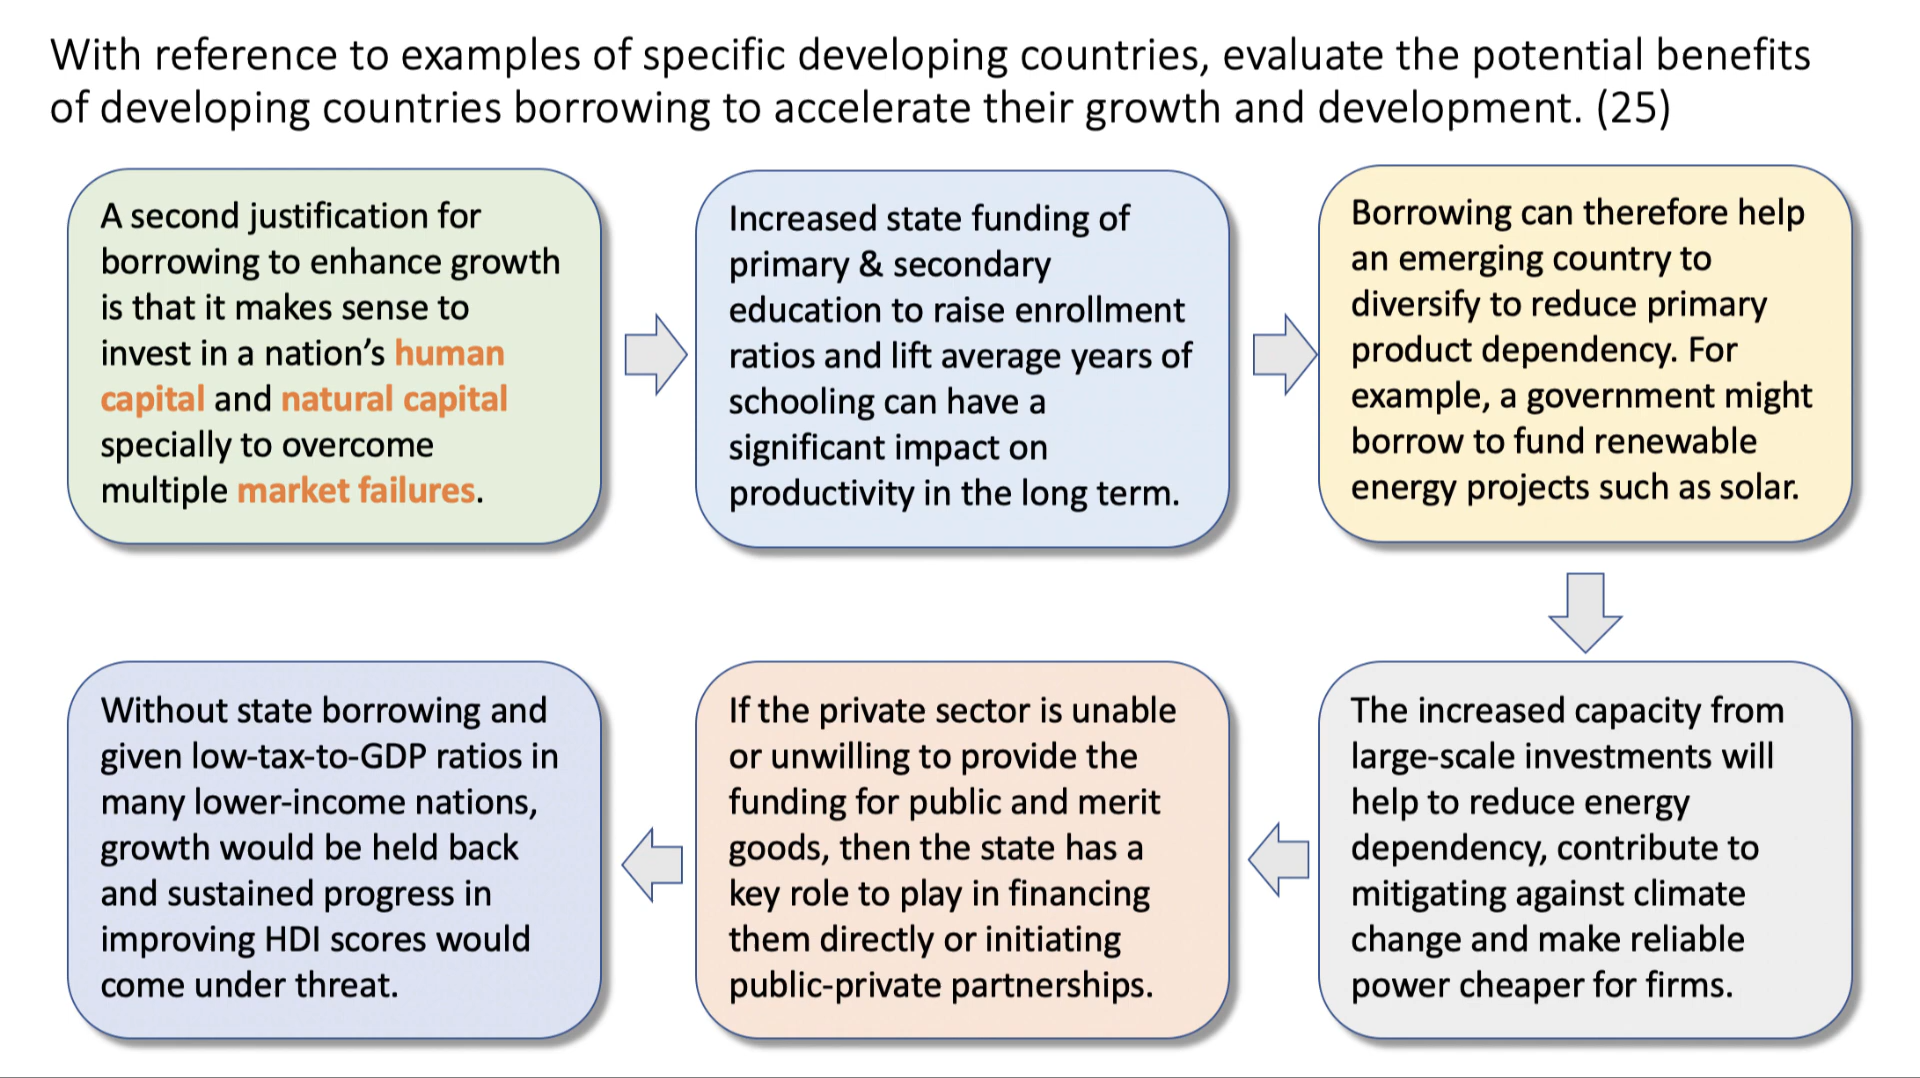 With reference to examples of specific developing countries, evaluate the potential benefits
of developing countries borrowing to accelerate their growth and development. (25)
A second justification for
borrowing to enhance growth
is that it makes sense to
invest in a nation's human
capital and natural capital
specially to overcome
multiple market failures.
Increased state funding of
primary & secondary
education to raise enrollment
ratios and lift average years of
schooling can have a
significant impact on
productivity in the long term.
Borrowing can therefore help
an emerging country to
diversify to reduce primary
product dependency. For
example, a government might
borrow to fund renewable
energy projects such as solar.
The increased capacity from
large-scale investments will
help to reduce energy
dependency, contribute to
mitigating against climate
change and make reliable
power cheaper for firms.
If the private sector is unable
or unwilling to provide the
funding for public and merit
goods, then the state has a
key role to play in financing
them directly or initiating
public-private partnerships.
Without state borrowing and
given low-tax-to-GDP ratios in
many lower-income nations,
growth would be held back
and sustained progress in
improving HDI scores would
come under threat.